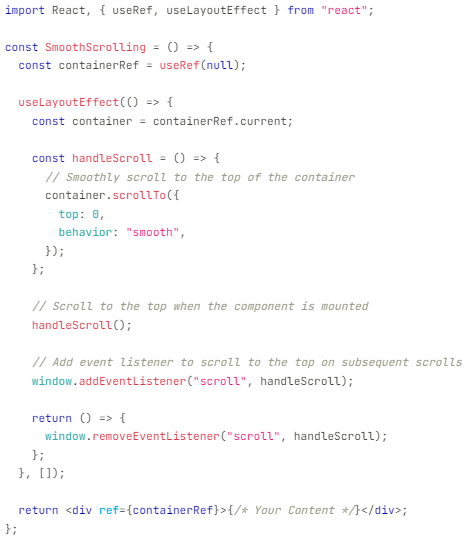 import React, { useRef, useLayoutEffect } from "react";

const SmoothScrolling = () => {
  const containerRef = useRef(null);

  useLayoutEffect(() => {
    const container = containerRef.current;

    const handleScroll = () => {
      // Smoothly scroll to the top of the container
      container.scrollTo({
        top: 0,
        behavior: "smooth",
      });
    };

    // Scroll to the top when the component is mounted
    handleScroll();

    // Add event listener to scroll to the top on subsequent scrolls
    window.addEventListener("scroll", handleScroll);

    return () => {
      window.removeEventListener("scroll", handleScroll);
    };
  }, []);

  return <div ref={containerRef}>{/* Your Content */}</div>;
};